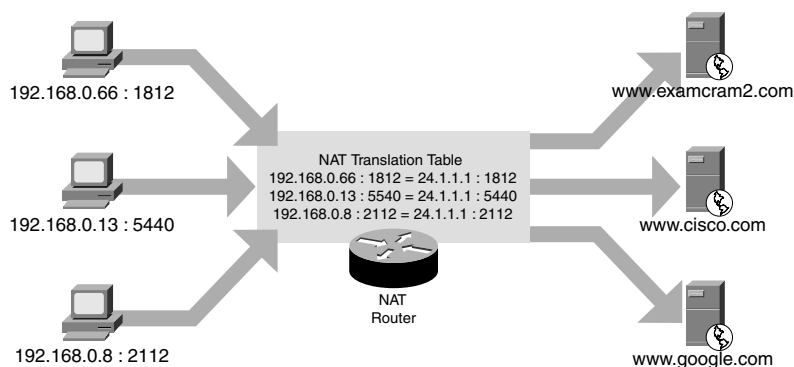 192.168.0.66 : 1812
www.examcram2.com
NAT Translation Table
192.168.0.66 : 1812 = 24.1.1.1 : 1812
192.168.0.13 : 5540 = 24.1.1.1 : 5440
192.168.0.8 : 2112 = 24.1.1.1 : 2112
192.168.0.13 : 5440
www.cisco.com
NAT
Router
192.168.0.8 : 2112
www.google.com